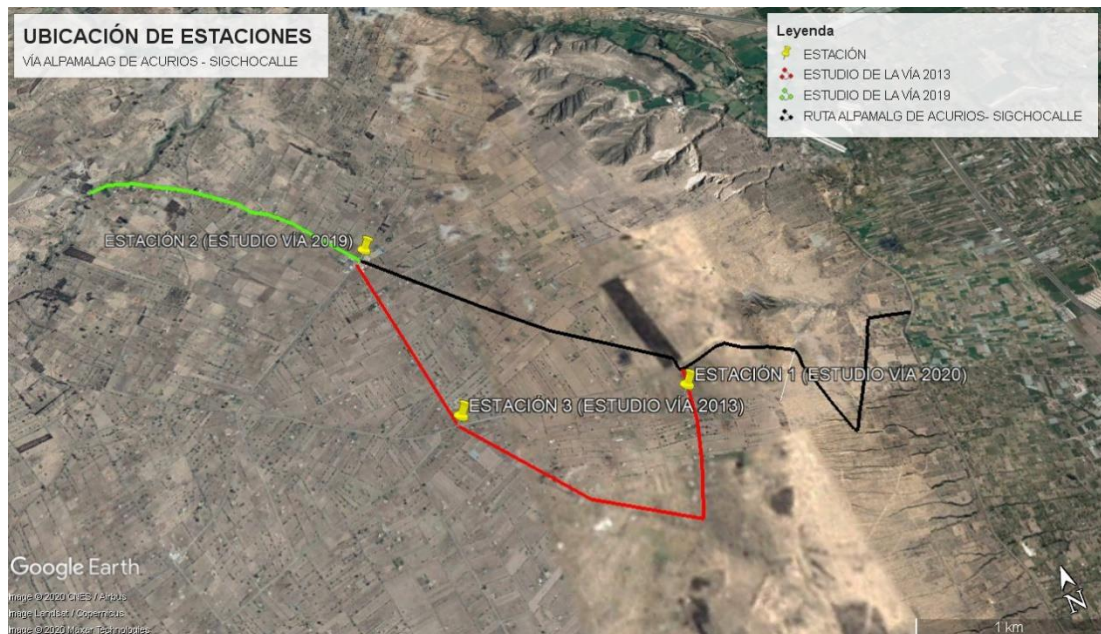 UBICACIÓN DE ESTACIONES
VÍA ALPAMALAG DE ACURIOS - SIGCHOCALLE
Leyenda
ESTACIÓN
ESTUDIO DE LA VÍA 2013
ESTUDIO DE LA VÍA 2019
RUTA ALPAMALG DE ACURIOS- SIGCHOCALLE
ESTACIÓN 2 (ESTUDIO VÍA 2019)
ESTACIÓN 1 (ESTUDIO VÍA 2020)
ESTACIÓN 3 (ESTUDIO VÍA 2013)
Google Earth
Image © 2020 CNES / Airbus
Image Landsat / Copernicus
Image © 2020 Maxar Technologies
N
1 km